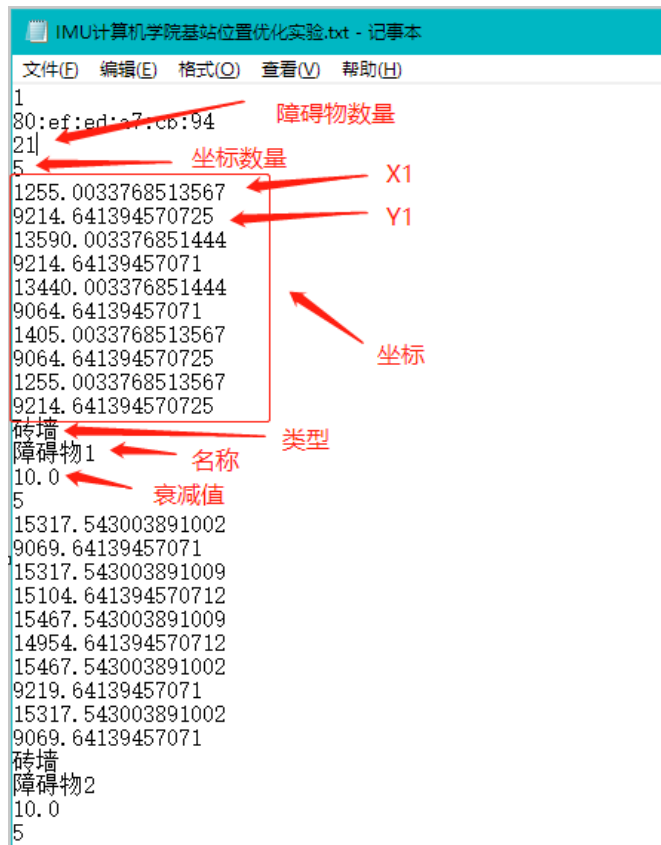 IMU计算机学院基站位置优化实验.txt - 记事本
文件(F) 编辑(E) 格式(O) 查看(V) 帮助(H)
1
80:ef:ed:a7:cb:94
障碍物数量
21
坐标数量
5
1255.0033768513567
X1
9214.641394570725
Y1
13590.003376851444
9214.64139457071
13440.003376851444
9064.64139457071
坐标
1405.0033768513567
9064.641394570725
1255.0033768513567
9214.641394570725
砖墙
类型
障碍物1
名称
10.0
衰减值
5
15317.543003891002
9069.64139457071
15317.543003891009
15104.641394570712
15467.543003891009
14954.641394570712
15467.543003891002
9219.64139457071
15317.543003891002
9069.64139457071
砖墙
障碍物2
10.0
5